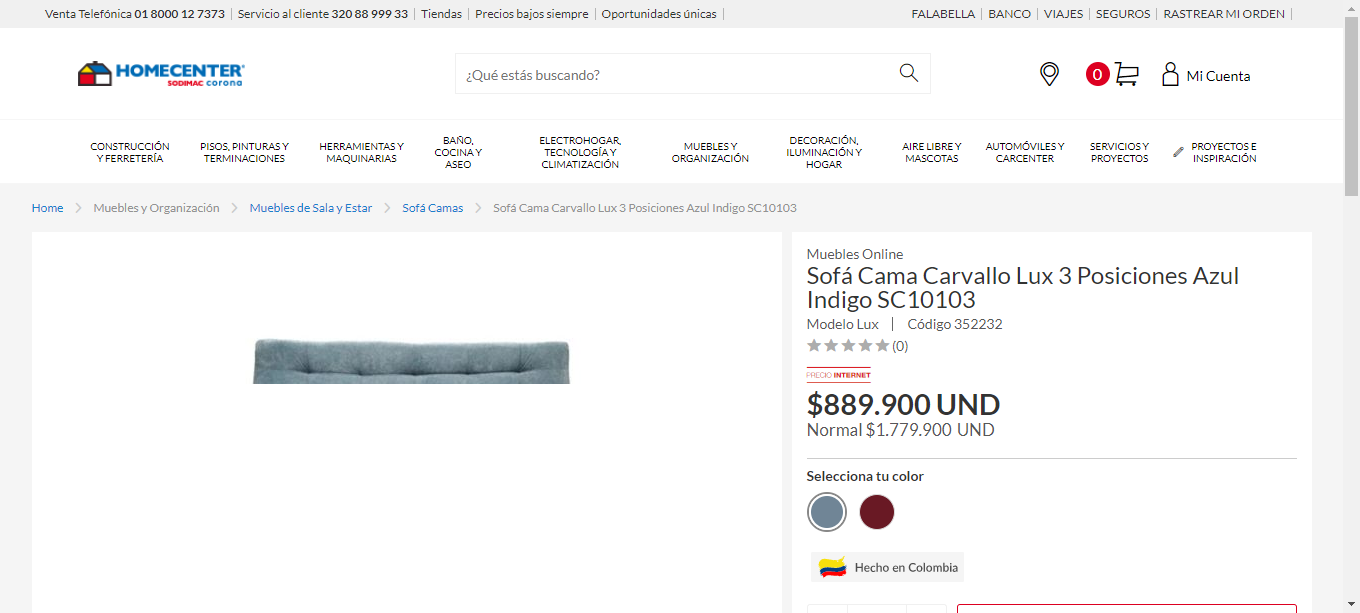 Venta Telefónica 01 8000 12 7373 | Servicio al cliente 320 88 999 33 | Tiendas | Precios bajos siempre | Oportunidades únicas |
FALABELLA | BANCO | VIAJES | SEGUROS | RASTREAR MI ORDEN |
HOMECENTER
SODIMAC corona
¿Qué estás buscando?
0
Mi Cuenta
CONSTRUCCIÓN
Y FERRETERÍA
PISOS, PINTURAS Y
TERMINACIONES
HERRAMIENTAS Y
MAQUINARIAS
BAÑO,
COCINA Y
ASEO
ELECTROHOGAR,
TECNOLOGÍA Y
CLIMATIZACIÓN
MUEBLES Y
ORGANIZACIÓN
DECORACIÓN,
ILUMINACIÓN Y
HOGAR
AIRE LIBRE Y
MASCOTAS
AUTOMÓVILES Y
CARCENTER
SERVICIOS Y
PROYECTOS
PROYECTOS E
INSPIRACIÓN
Home > Muebles y Organización > Muebles de Sala y Estar > Sofá Camas > Sofá Cama Carvallo Lux 3 Posiciones Azul Indigo SC10103
Muebles Online
Sofá Cama Carvallo Lux 3 Posiciones Azul
Indigo SC10103
Modelo Lux | Código 352232
(0)
PRECIO INTERNET
$889.900 UND
Normal $1.779.900 UND
Selecciona tu color
Hecho en Colombia